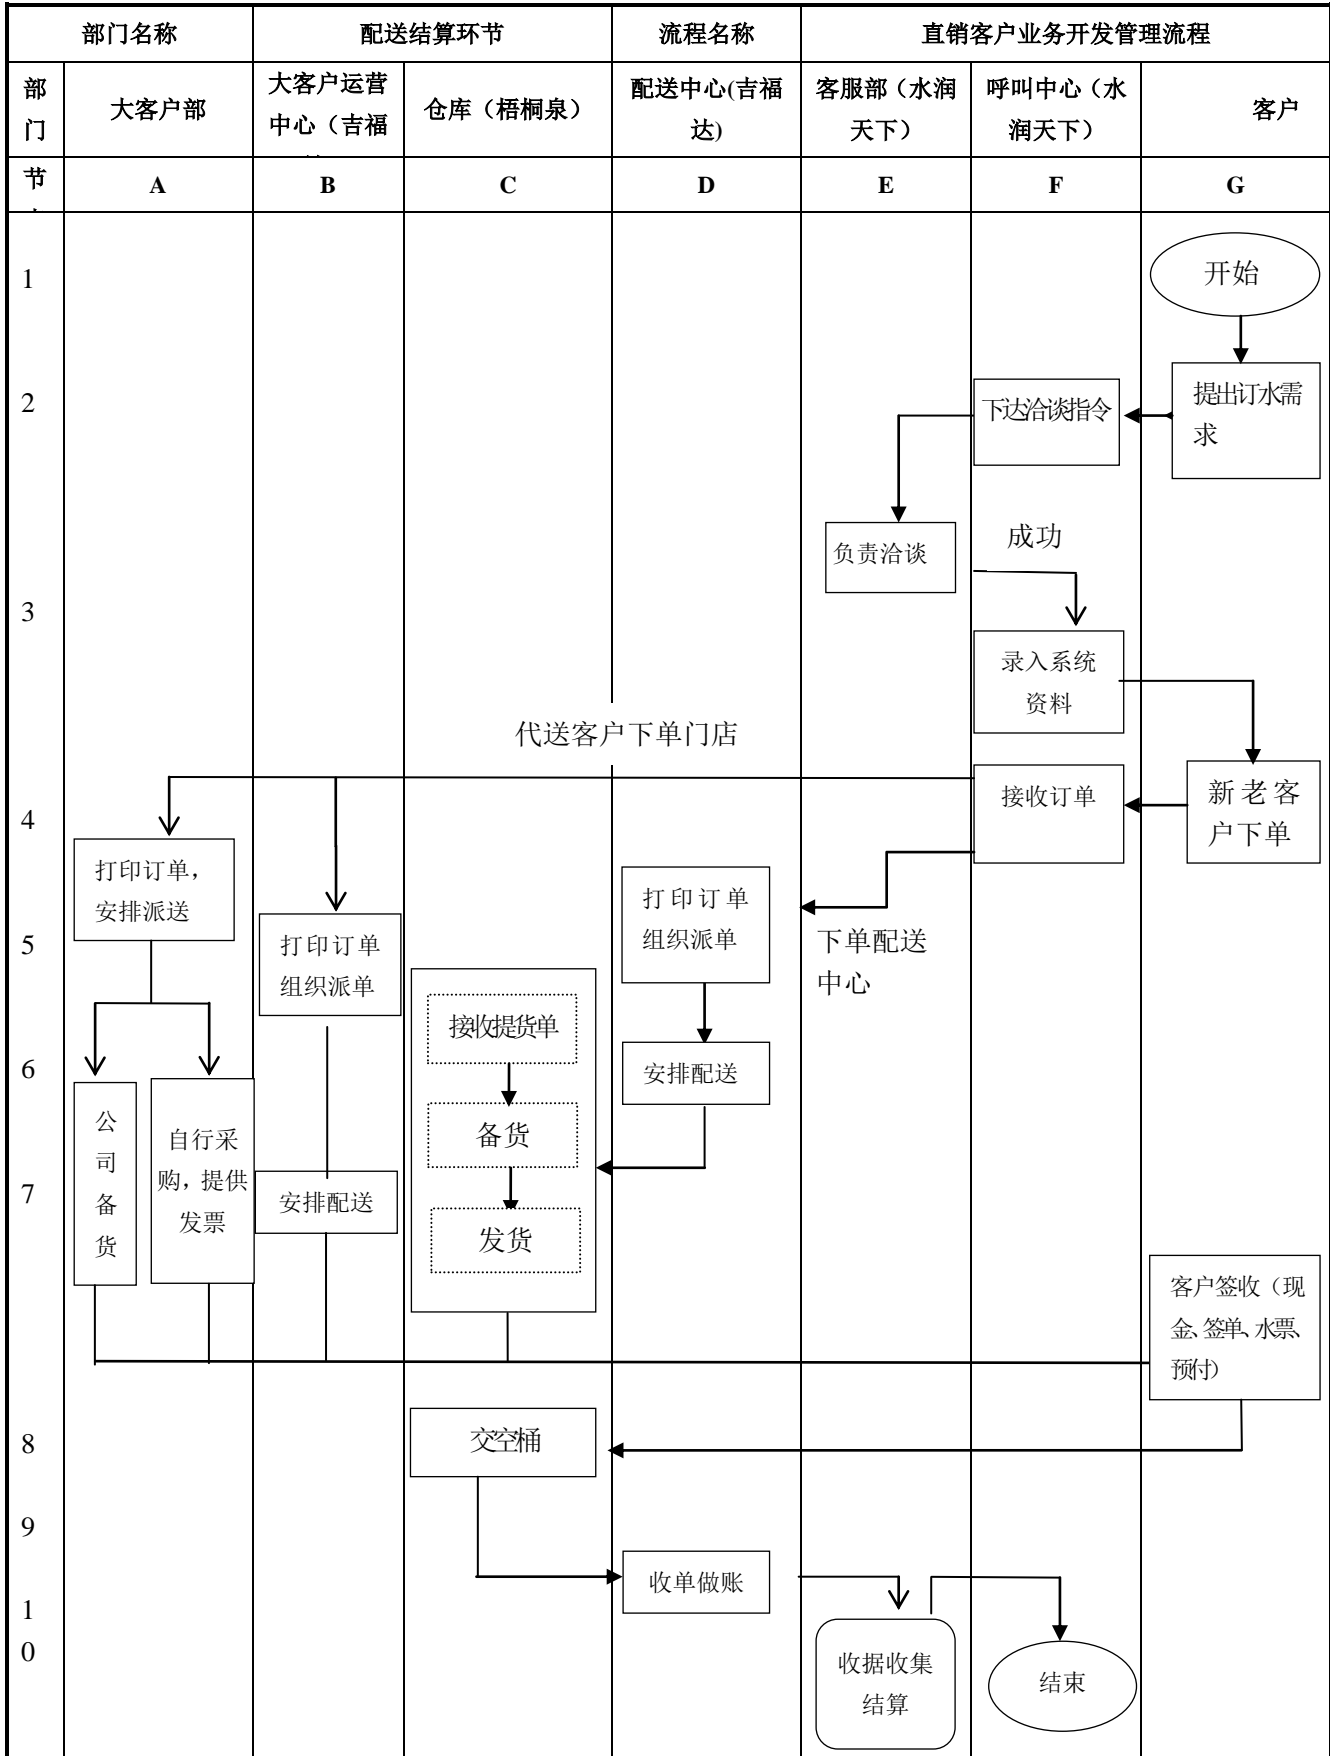 部门名称
配送结算环节
流程名称
直销客户业务开发管理流程
部
门
大客户部
大客户运营
中心（吉福
仓库（梧桐泉）
配送中心(吉福
达)
客服部（水润
天下）
呼叫中心（水
润天下）
客户
节
A
B
C
D
E
F
G
1
开始
2
下达洽谈指令
提出订水需
求
负责洽谈
成功
3
录入系统
资料
代送客户下单门店
4
接收订单
新老客
户下单
打印订单，
安排派送
打印订单
组织派单
5
打印订单
组织派单
下单配送
中心
接收提货单
6
安排配送
公
司
备
货
自行采
购，提供
发票
备货
7
安排配送
发货
客户签收（现
金、签单、水票、
预付）
8
交空桶
9
收单做账
1
0
收据收集
结算
结束